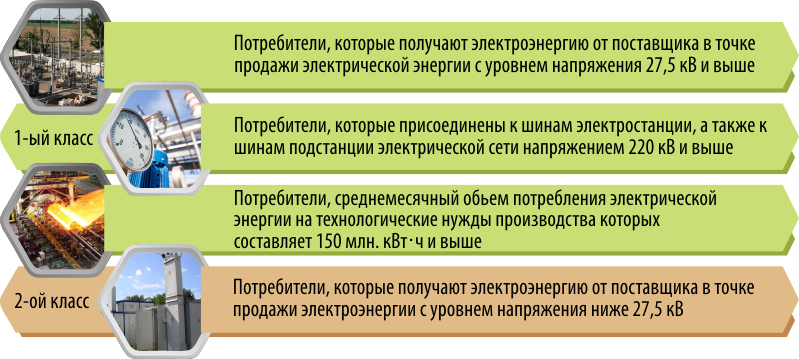 Потребители, которые получают электроэнергию от поставщика в точке
продажи электрической энергии с уровнем напряжения 27,5 кВ и выше
1-ый класс
Потребители, которые присоединены к шинам электростанции, а также к
шинам подстанции электрической сети напряжением 220 кВ и выше
Потребители, среднемесячный обьем потребления электрической
энергии на технологические нужды производства которых
составляет 150 млн. кВт·ч и выше
2-ой класс
Потребители, которые получают электроэнергию от поставщика в точке
продажи электроэнергии с уровнем напряжения ниже 27,5 кВ